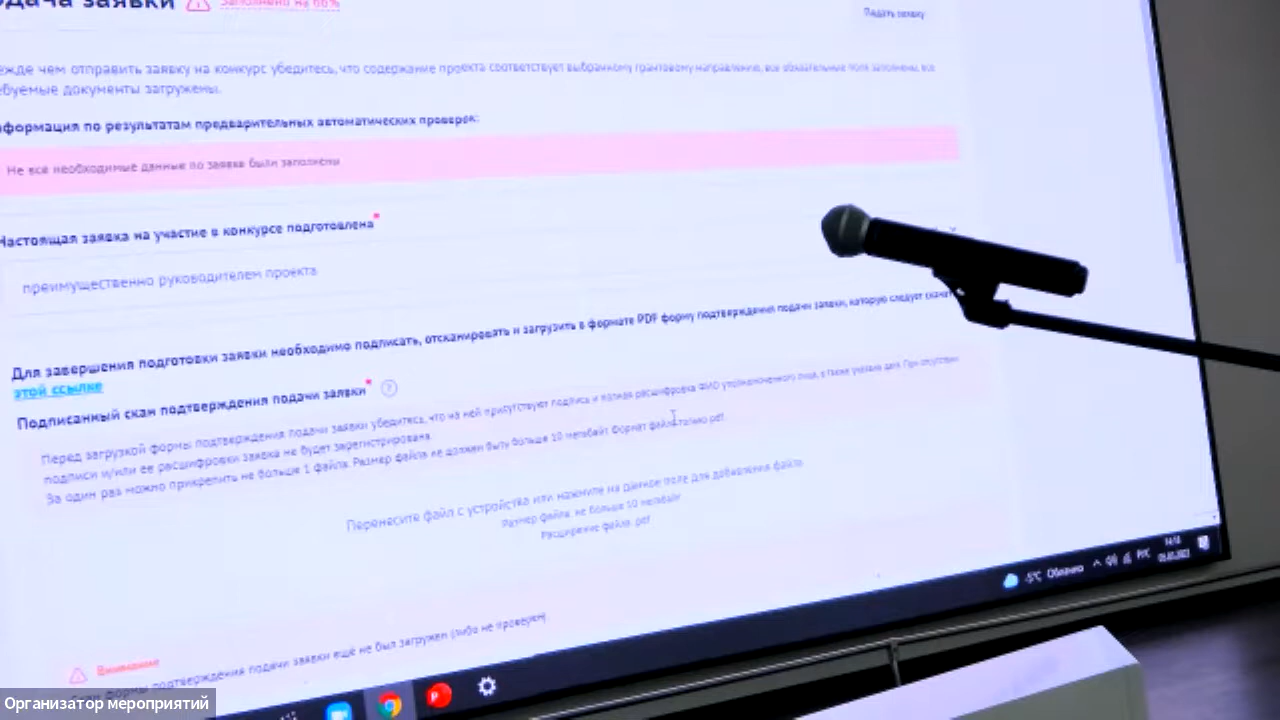 дача заявки Заполнено на 66%
Подать заявку
ежде чем отправить заявку на конкурс убедитесь, что содержание проекта соответствует выбранному грантовому направлению, все обязательные поля заполнены, все
ебуемые документы загружены.
нформация по результатам предварительных автоматических проверок:
Не все необходимые данные по заявке были заполнены
Настоящая заявка на участие в конкурсе подготовлена*
преимущественно руководителем проекта
Для завершения подготовки заявки необходимо подписать, отсканировать и загрузить в формате PDF форму подтверждения подачи заявки, которую следует скачать
этой ссылке
Подписанный скан подтверждения подачи заявки* ?
Перед загрузкой формы подтверждения подачи заявки убедитесь, что на ней присутствуют подпись и полная расшифровка ФИО уполномоченного лица, а также указана дата. При отсутствии
подписи и/или ее расшифровки заявка не будет зарегистрирована.
За один раз можно прикрепить не больше 1 файла. Размер файла не должен быть больше 10 мегабайт. Формат файла только pdf.
Перенесите файл с устройства или нажмите на данное поле для добавления файла
Размер файла: не больше 10 мегабайт
Расширение файла: pdf
Внимание
формы подтверждения подачи заявки ещё не был загружен (либо не проверен)
-5°C Облачно РУС 14:18
Организатор мероприятий